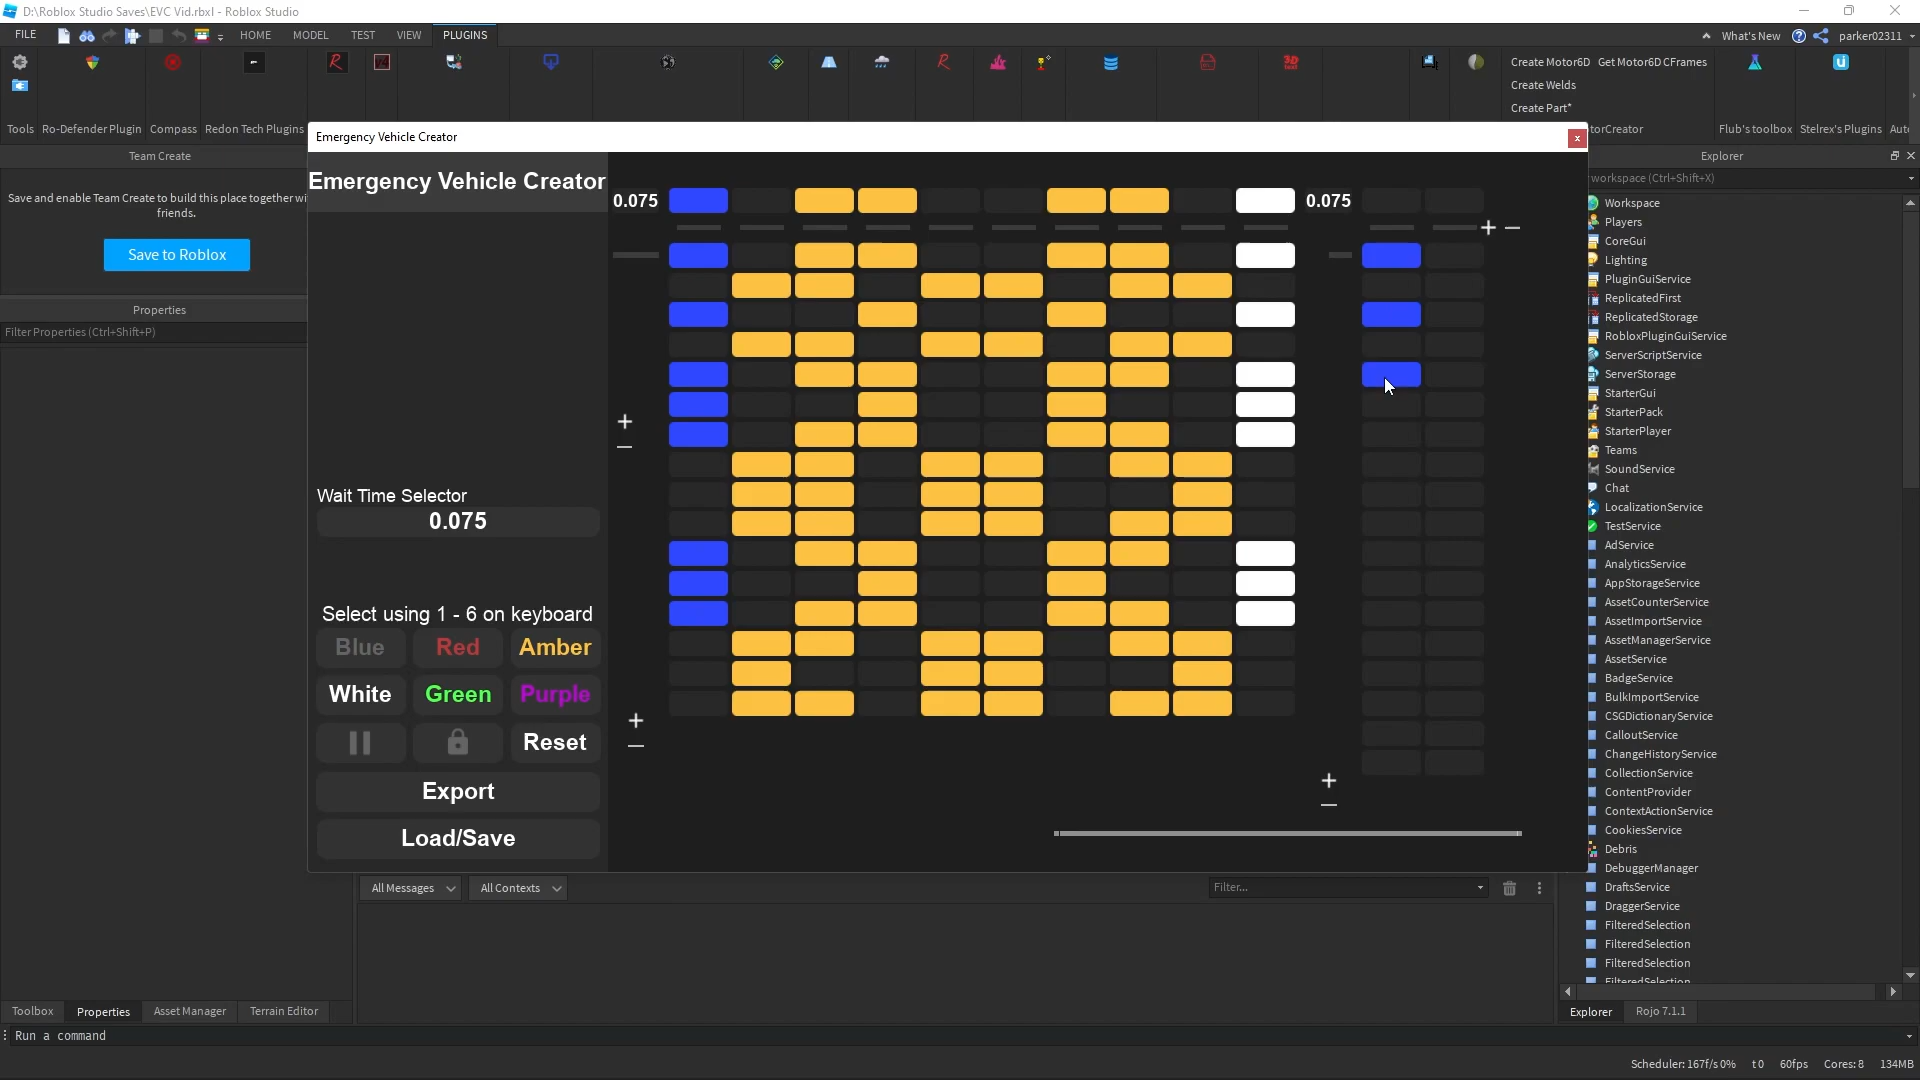 D:\Roblox Studio Saves\EVC Vid.rbxl - Roblox Studio
FILE
HOME
MODEL
TEST
VIEW
PLUGINS
What's New
parker02311
Create Motor6D
Get Motor6D CFrames
Create Welds
Create Part*
Tools
Ro-Defender Plugin
Compass
Redon Tech Plugins
torCreator
Flub's toolbox
Stelrex's Plugins
Team Create
Save and enable Team Create to build this place together wi
friends.
Save to Roblox
Properties
Filter Properties (Ctrl+Shift+P)
Emergency Vehicle Creator
Emergency Vehicle Creator
0.075
0.075
+
+
+
+
Wait Time Selector
0.075
Select using 1 - 6 on keyboard
Blue
Red
Amber
White
Green
Purple
Reset
Export
Load/Save
Explorer
workspace (Ctrl+Shift+X)
Workspace
Players
CoreGui
Lighting
PluginGuiService
ReplicatedFirst
ReplicatedStorage
RobloxPluginGuiService
ServerScriptService
ServerStorage
StarterGui
StarterPack
StarterPlayer
Teams
SoundService
Chat
LocalizationService
TestService
AdService
AnalyticsService
AppStorageService
AssetCounterService
AssetImportService
AssetManagerService
AssetService
BadgeService
BulkImportService
CSGDictionaryService
CalloutService
ChangeHistoryService
CollectionService
ContentProvider
ContextActionService
CookiesService
Debris
DebuggerManager
DraftsService
DraggerService
FilteredSelection
FilteredSelection
FilteredSelection
FilteredSelection
All Messages
All Contexts
Filter...
Toolbox
Properties
Asset Manager
Terrain Editor
Explorer
Rojo 7.1.1
Run a command
Scheduler: 167f/s 0%
t0
60fps
Cores: 8
134MB